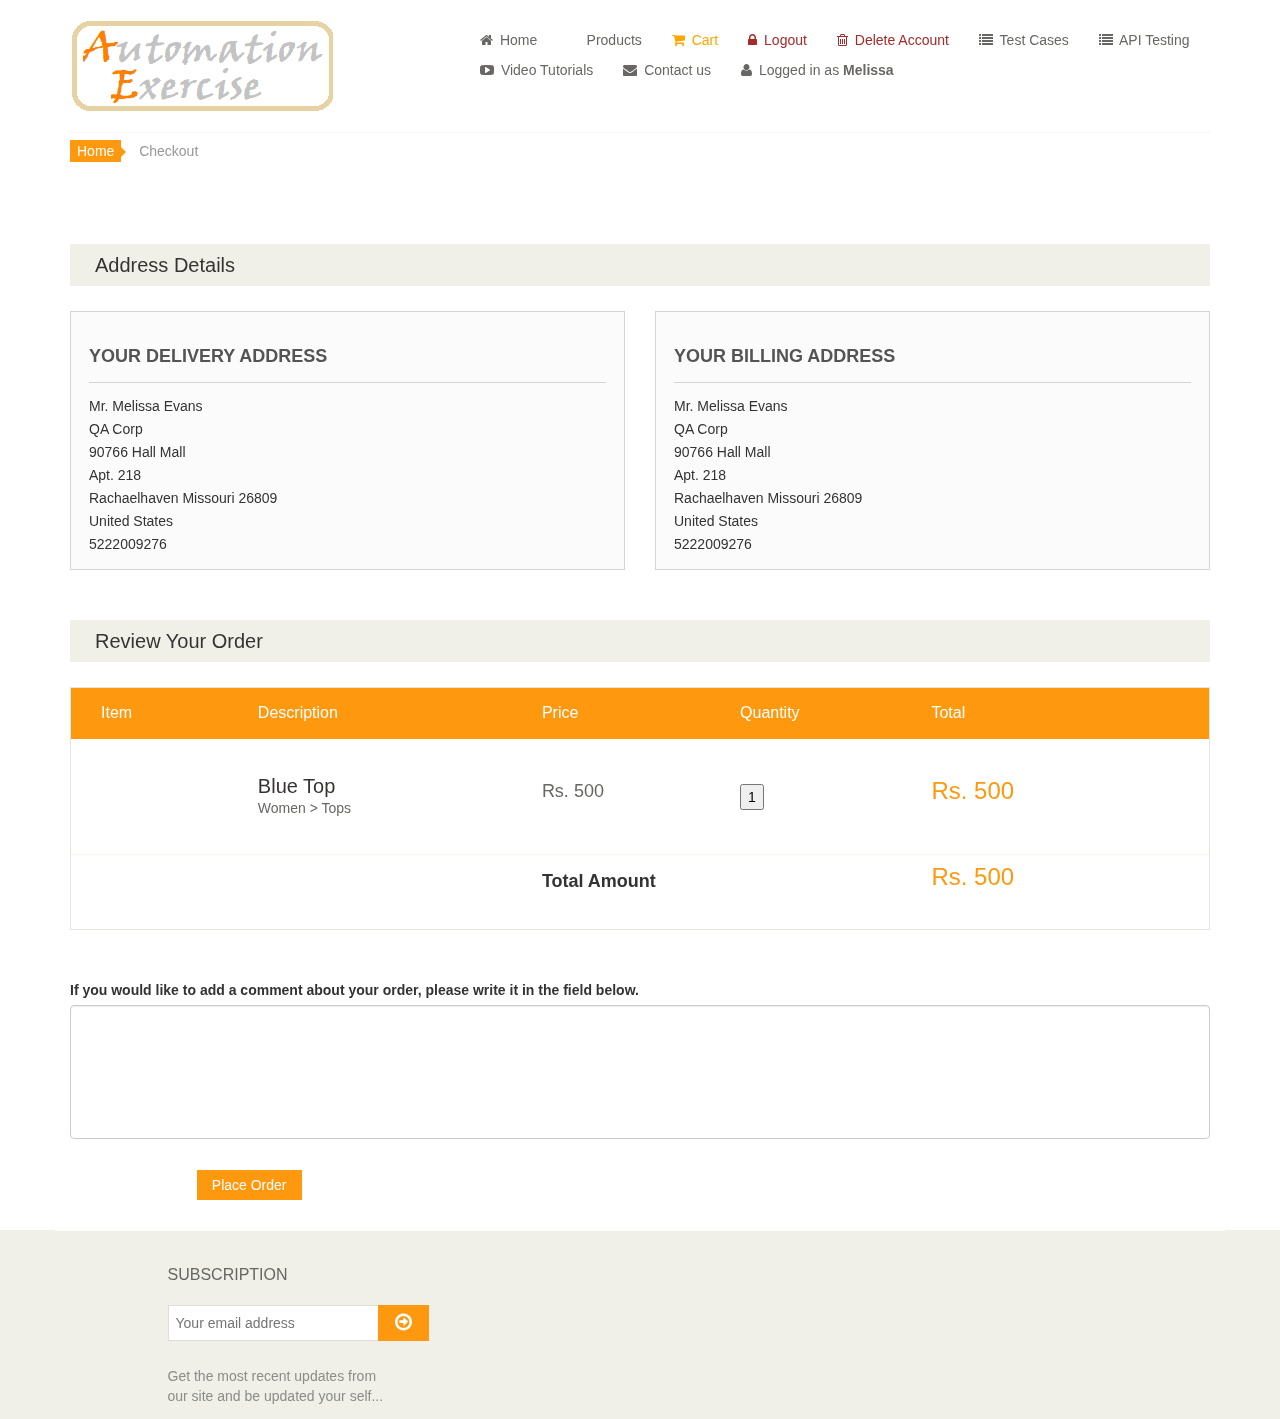 Automation
Exercise
Home Products Cart Logout Delete Account Test Cases API Testing
Video Tutorials Contact us Logged in as Melissa
Home Checkout
Address Details
YOUR DELIVERY ADDRESS
Mr. Melissa Evans
QA Corp
90766 Hall Mall
Apt. 218
Rachaelhaven Missouri 26809
United States
5222009276
YOUR BILLING ADDRESS
Mr. Melissa Evans
QA Corp
90766 Hall Mall
Apt. 218
Rachaelhaven Missouri 26809
United States
5222009276
Review Your Order
Item Description Price Quantity Total
Blue Top
Women > Tops
Rs. 500
1
Rs. 500
Total Amount Rs. 500
If you would like to add a comment about your order, please write it in the field below.
Place Order
SUBSCRIPTION
Your email address
Get the most recent updates from
our site and be updated your self...